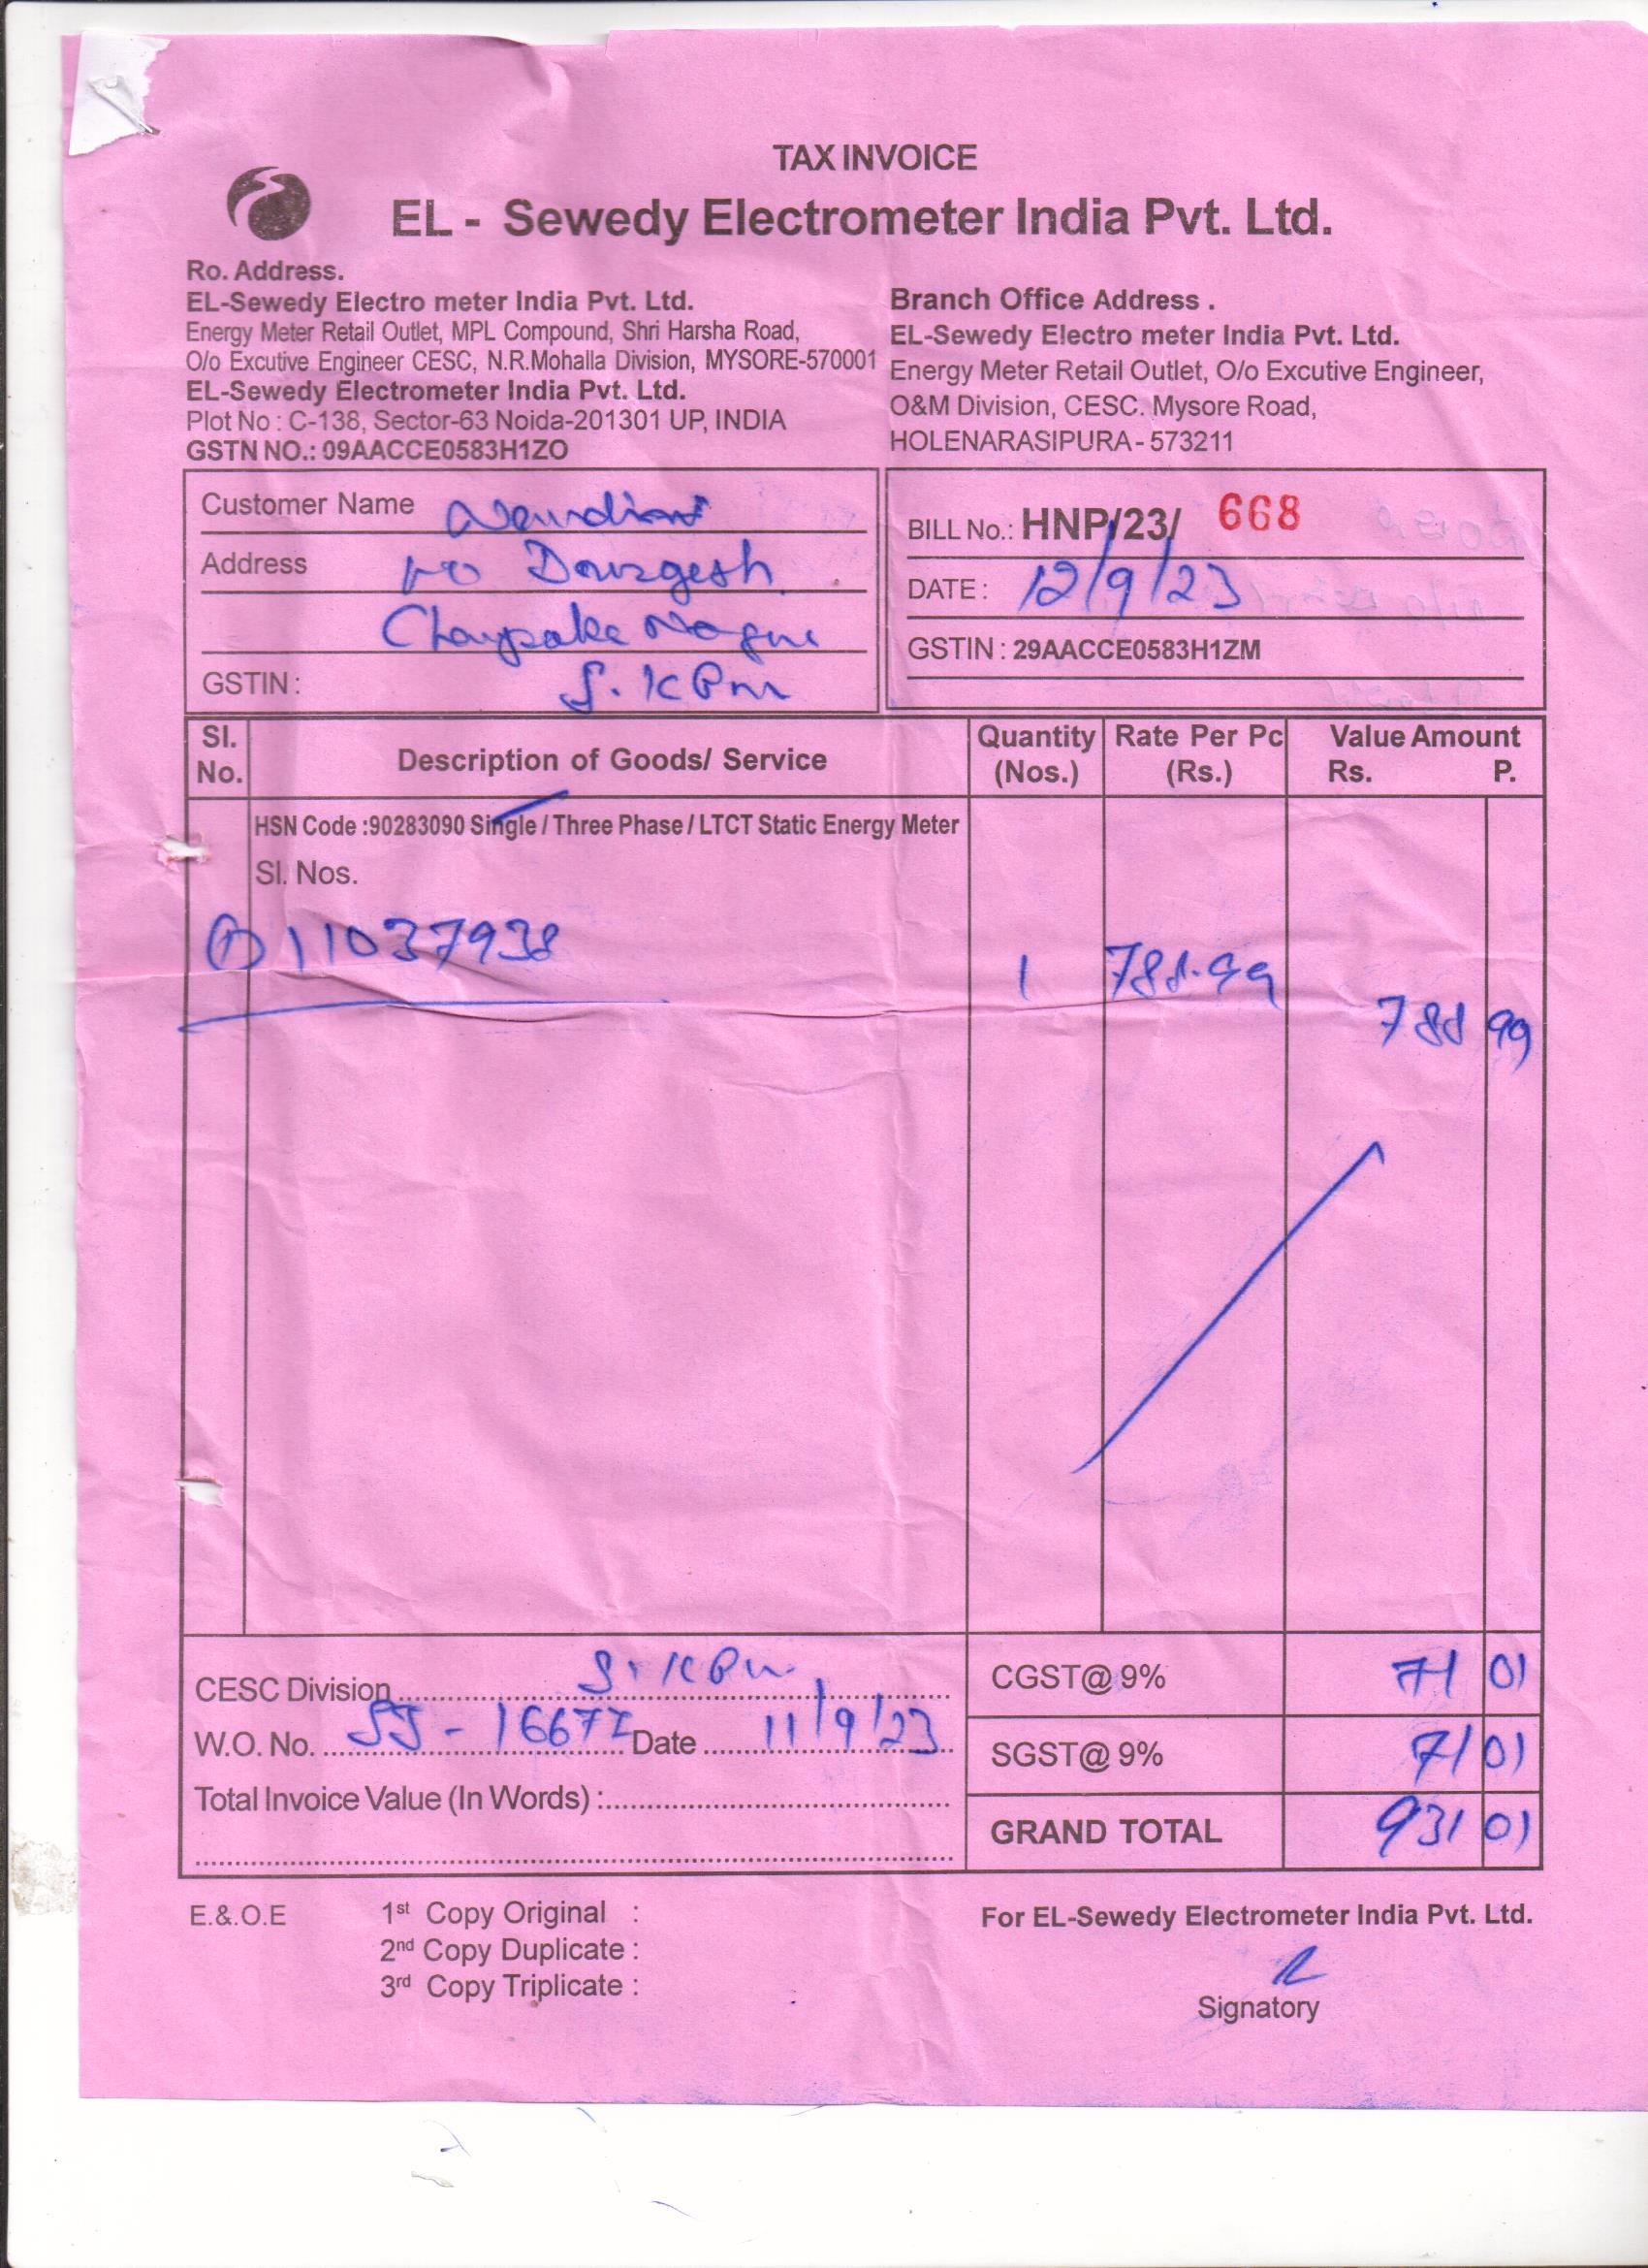 TAX INVOICE
EL - Sewedy Electrometer India Pvt. Ltd.
Ro. Address.
EL-Sewedy Electro meter India Pvt. Ltd.
Energy Meter Retail Outlet, MPL Compound, Shri Harsha Road,
O/o Excutive Engineer CESC, N.R.Mohalla Division, MYSORE-570001
EL-Sewedy Electrometer India Pvt. Ltd.
Plot No : C-138, Sector-63 Noida-201301 UP, INDIA
GSTN NO.: 09AACCE0583H1ZO
Branch Office Address .
EL-Sewedy Electro meter India Pvt. Ltd.
Energy Meter Retail Outlet, O/o Excutive Engineer,
O&M Division, CESC. Mysore Road,
HOLENARASIPURA - 573211
Customer Name
Address
GSTIN :
BILL No.: HNP/23/ 668
DATE : 12/9/23
GSTIN : 29AACCE0583H1ZM
Sl. No. Description of Goods/ Service Quantity (Nos.) Rate Per Pc (Rs.) Value Amount Rs. P.
HSN Code :90283090 Single / Three Phase / LTCT Static Energy Meter
Sl. Nos.
11037938 1 788.99
788 99
CESC Division
W.O. No. Date 11/9/23
Total Invoice Value (In Words) :
CGST@ 9% 71 01
SGST@ 9% 71 01
GRAND TOTAL 931 01
E.&.O.E
1st Copy Original :
2nd Copy Duplicate :
3rd Copy Triplicate :
For EL-Sewedy Electrometer India Pvt. Ltd.
Signatory